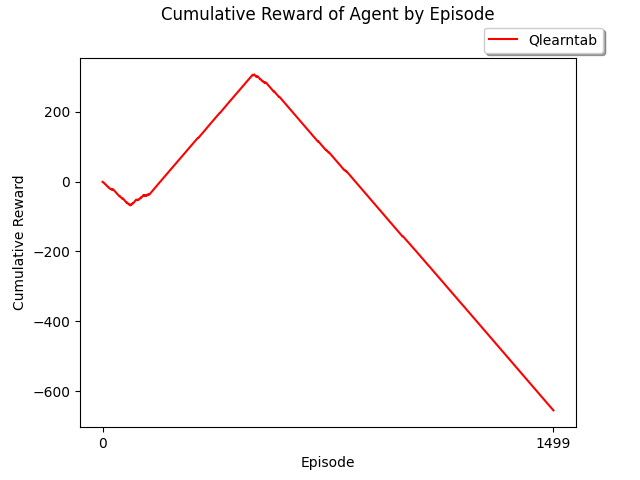 Cumulative Reward of Agent by Episode
Qlearntab
200
0
−200
−400
−600
Cumulative Reward
0
1499
Episode